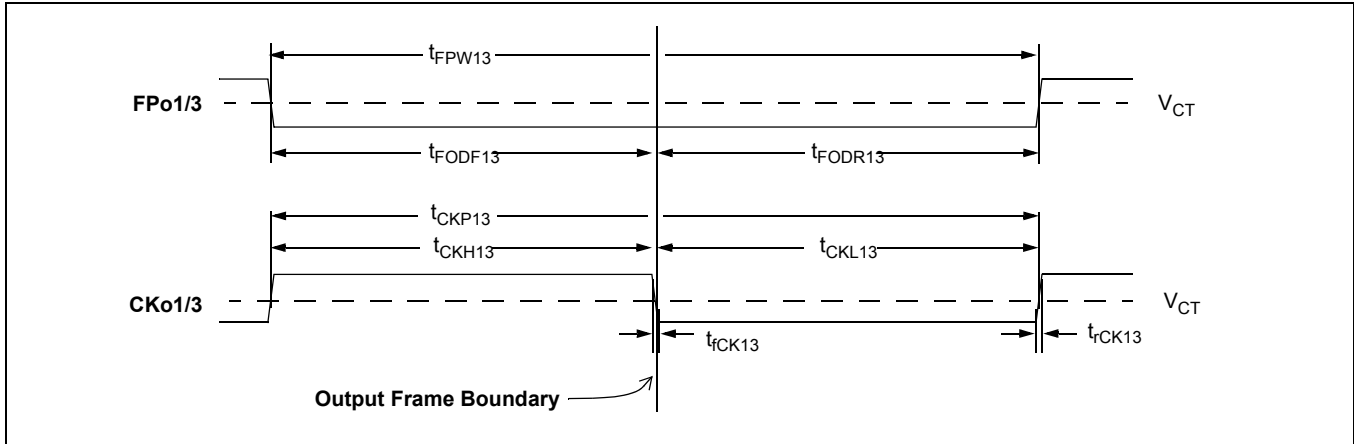 tFPW13
FPo1/3
VCT
tFODF13 tFODR13
tCKP13
tCKH13 tCKL13
CKo1/3
VCT
tfCK13 trCK13
Output Frame Boundary